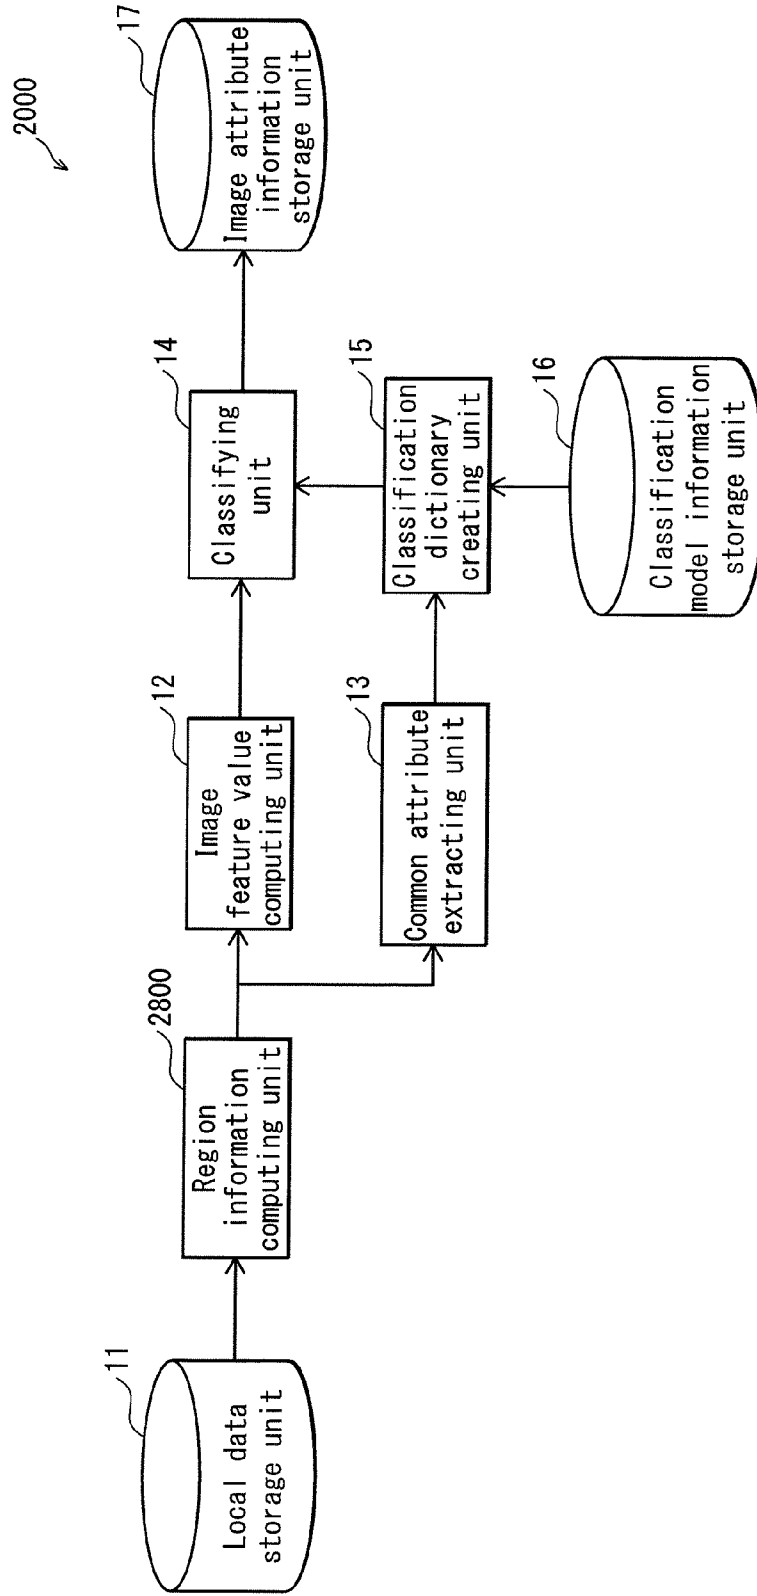 2000
11
Local data
storage unit
2800
Region
information
computing unit
12
Image
feature value
computing unit
13
Common attribute
extracting unit
14
Classifying
unit
15
Classification
dictionary
creating unit
16
Classification
model information
storage unit
17
Image attribute
information
storage unit